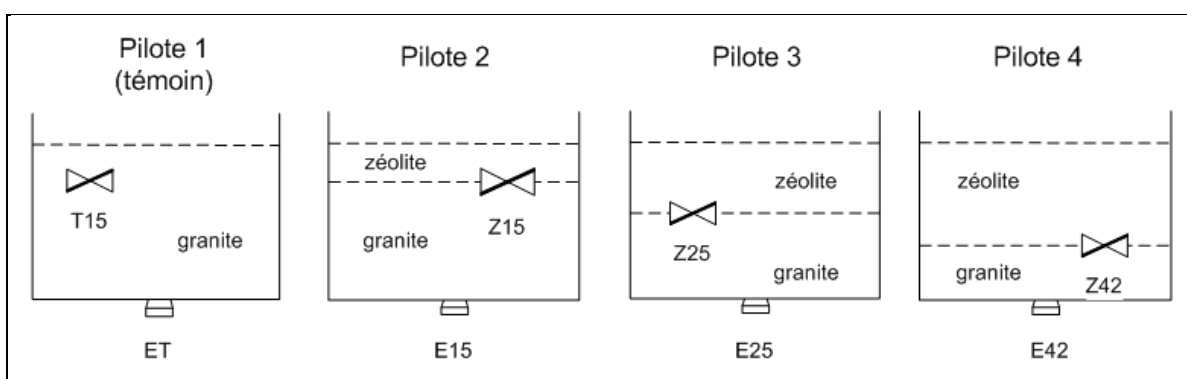 Pilote 1
(témoin)
T15
granite
ET
Pilote 2
zéolite
Z15
granite
E15
Pilote 3
zéolite
Z25
granite
E25
Pilote 4
zéolite
granite
Z42
E42